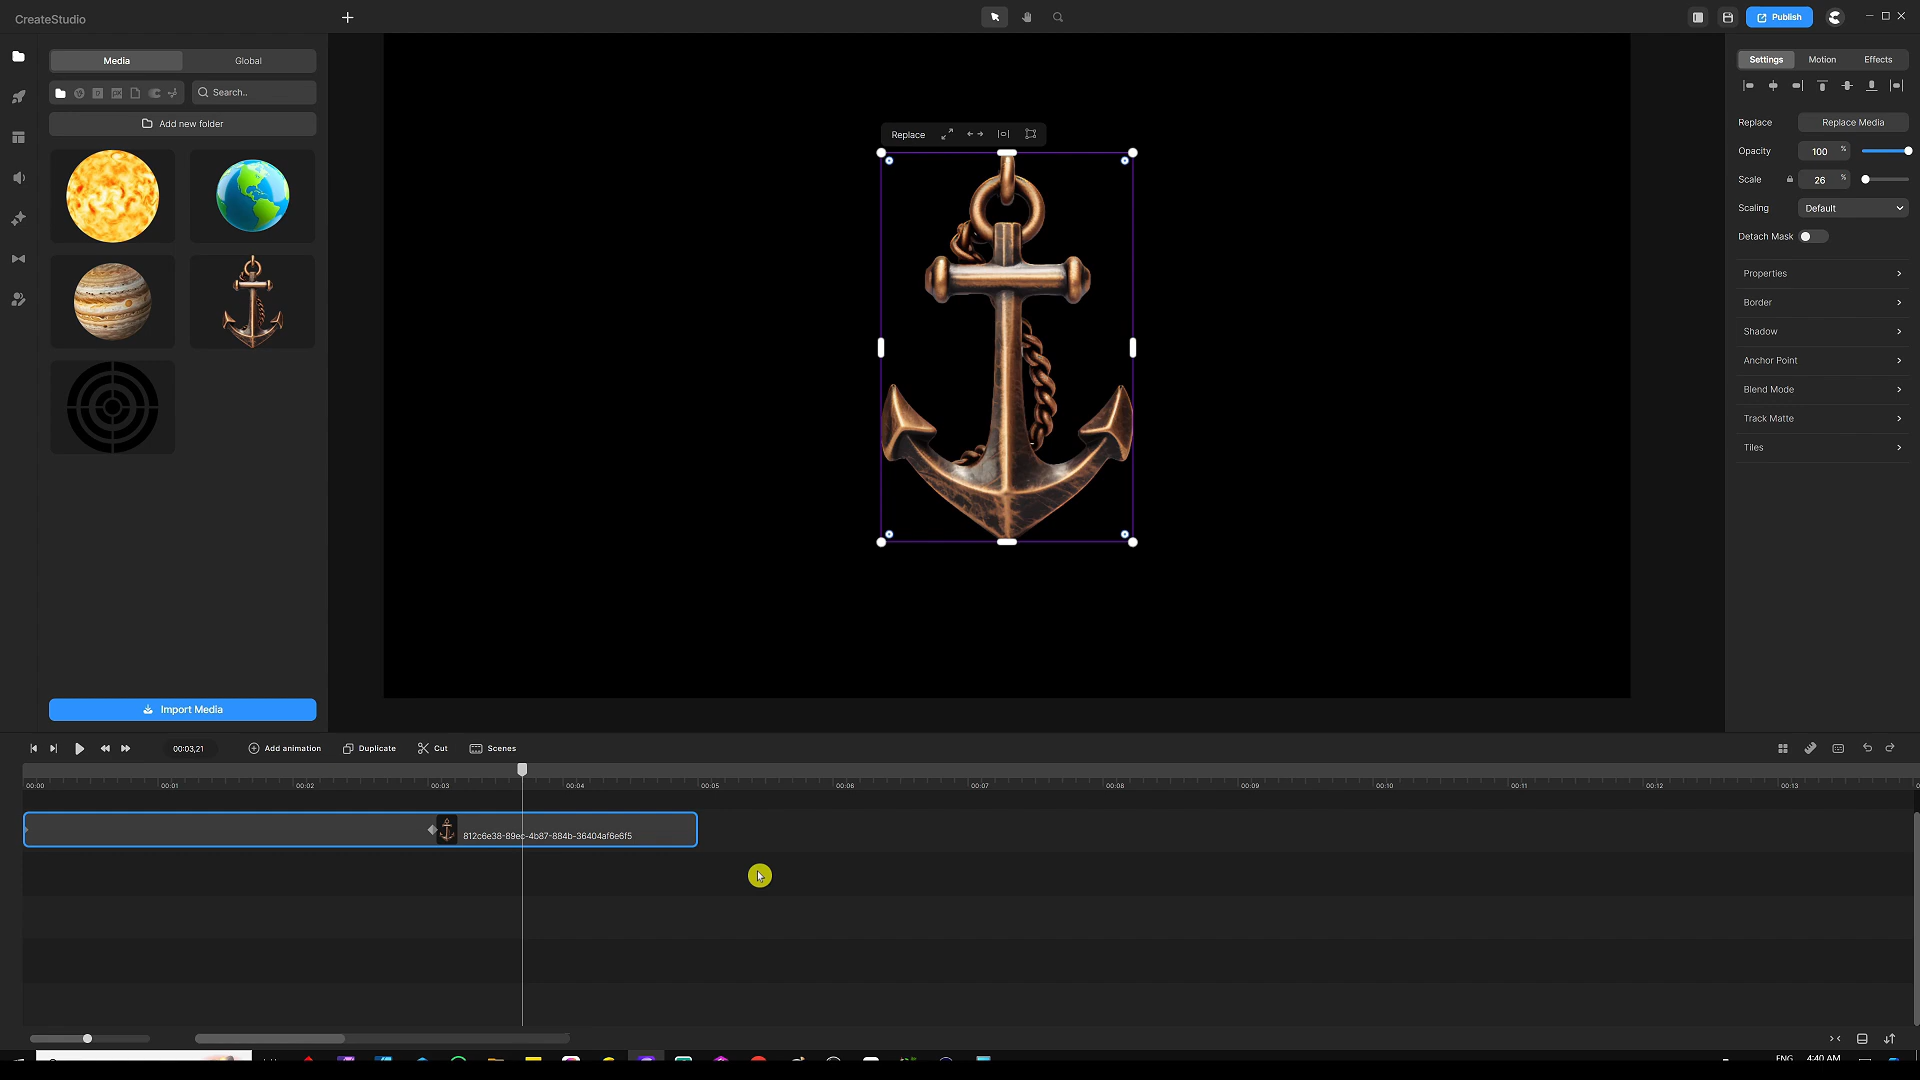 CreateStudio
Publish
Media Global
Search..
Add new folder
Import Media
Replace
Settings Motion Effects
Replace Replace Media
Opacity 100 %
Scale 26 %
Scaling Default
Detach Mask
Properties
Border
Shadow
Anchor Point
Blend Mode
Track Matte
Tiles
00:03,21 Add animation Duplicate Cut Scenes
00:00 00:01 00:02 00:03 00:04 00:05 00:06 00:07 00:08 00:09 00:10 00:11 00:12 00:13
812c6e38-89ec-4b87-884b-36404af6e6f5
ENG 4:40 AM